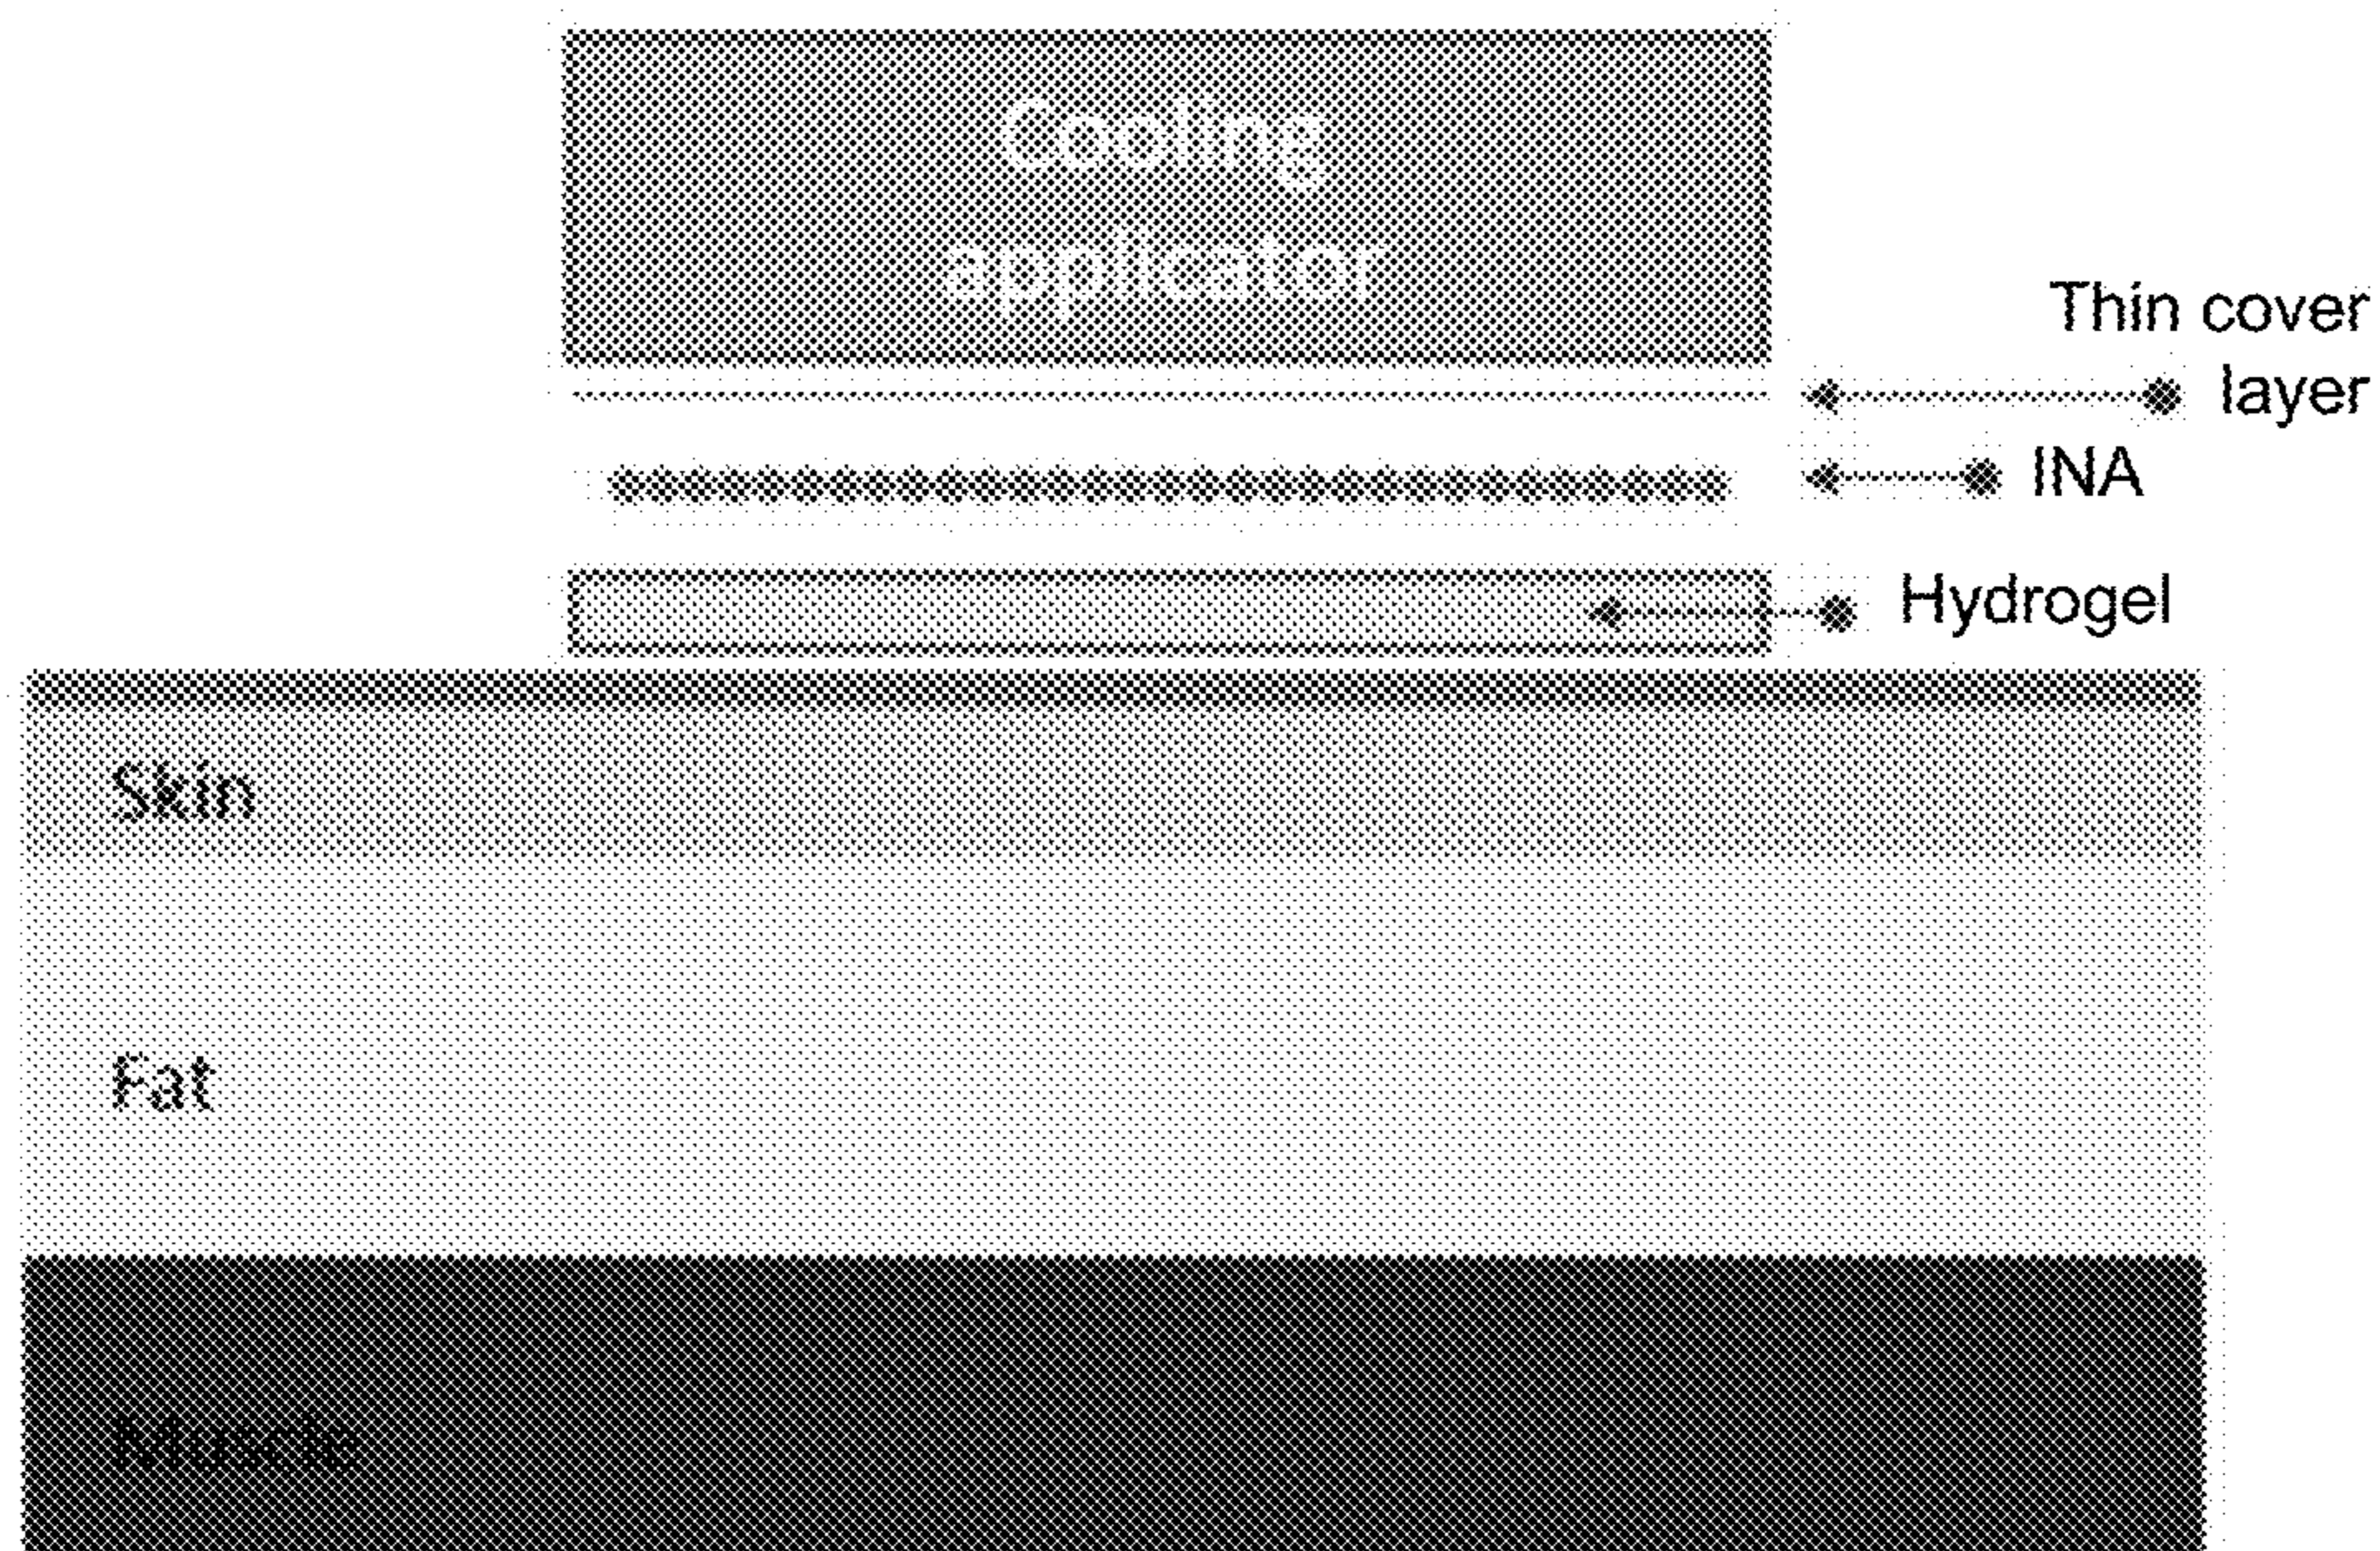 Cooling
applicator
Thin cover
layer
INA
Hydrogel
Skin
Fat
Muscle